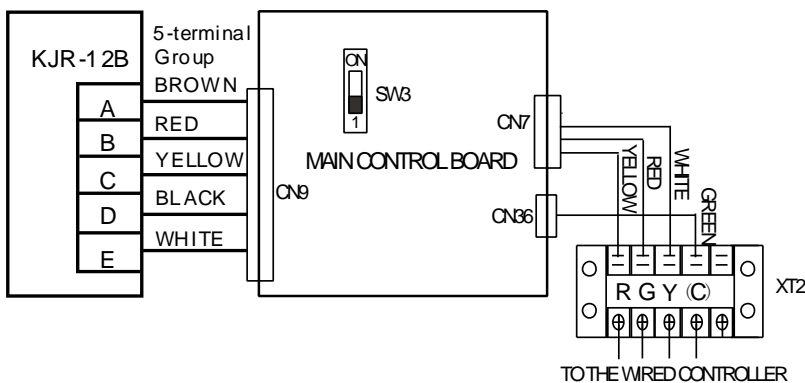 KJR-12B
5-terminal
Group
A
B
C
D
E
BROWN
RED
YELLOW
BLACK
WHITE
CN9
ON
1
SW3
MAIN CONTROL BOARD
CN7
CN36
YELLOW
RED
WHITE
GREEN
R G Y (C)
XT2
TO THE WIRED CONTROLLER